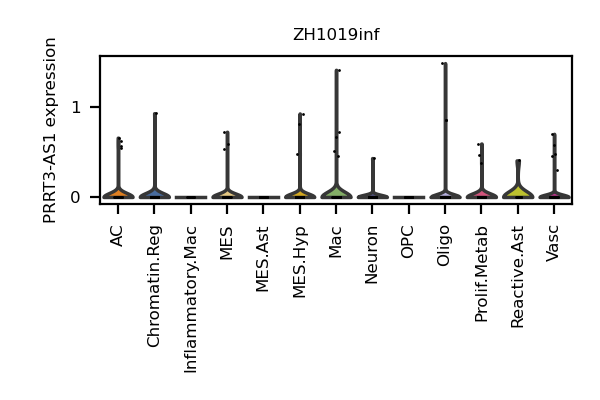 ZH1019inf
PRRT3-AS1 expression
1
0
AC
Chromatin.Reg
Inflammatory.Mac
MES
MES.Ast
MES.Hyp
Mac
Neuron
OPC
Oligo
Prolif.Metab
Reactive.Ast
Vasc